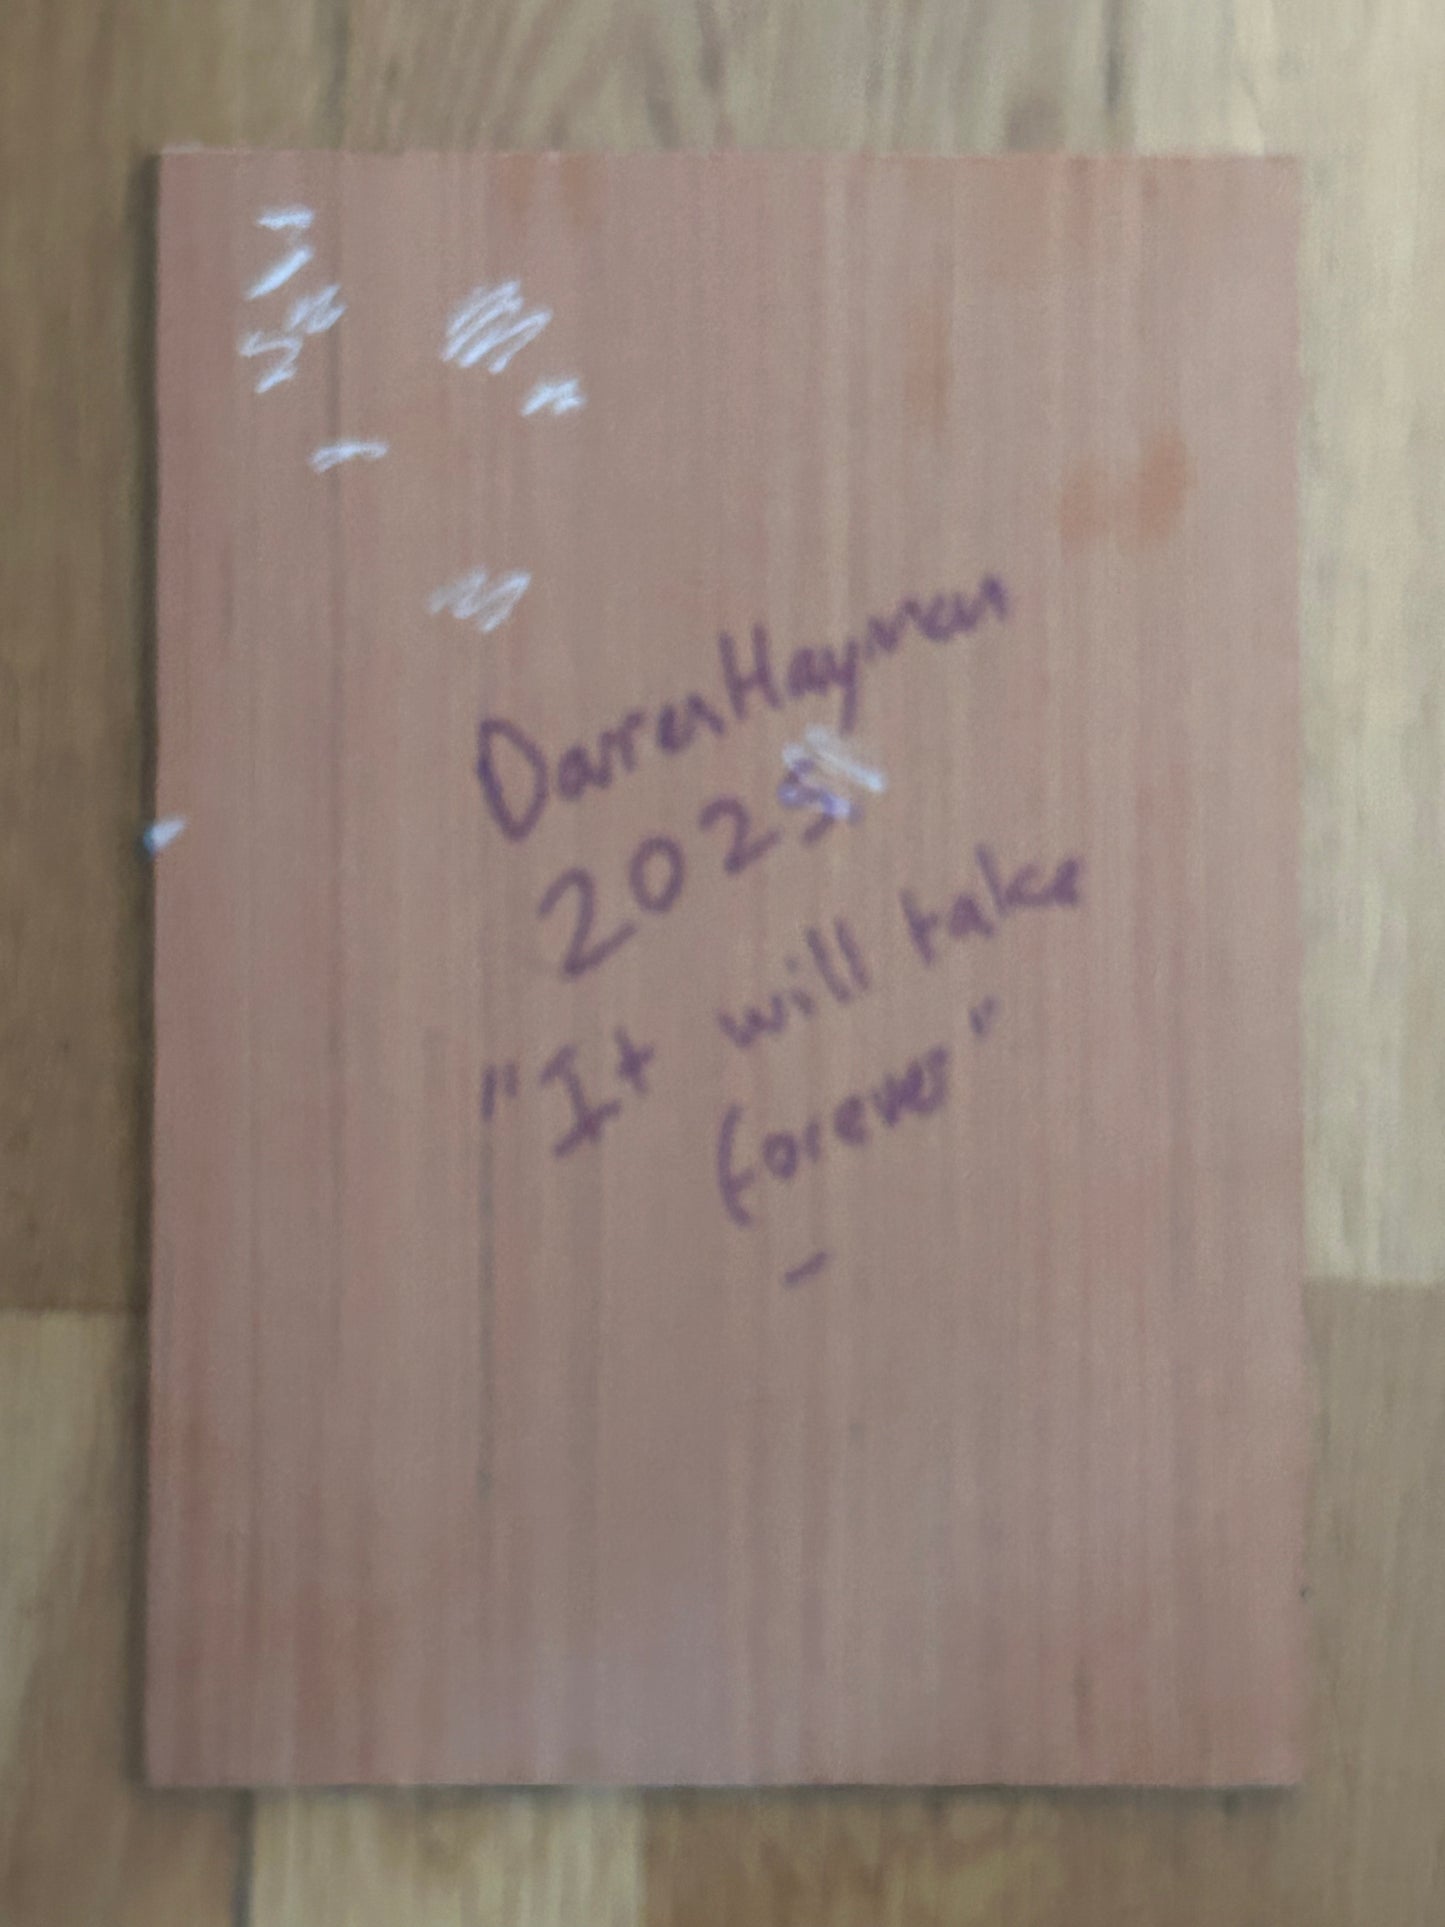 Darren Hayman
2025
"It will take
forever"
-